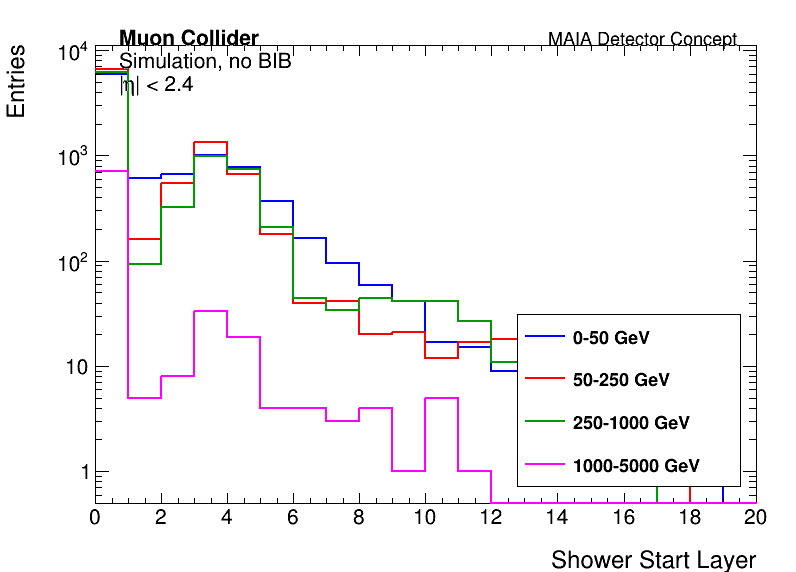 Muon Collider
MAIA Detector Concept
Simulation, no BIB
|η| < 2.4
Entries
10⁴
10³
10²
10
1
0-50 GeV
50-250 GeV
250-1000 GeV
1000-5000 GeV
0 2 4 6 8 10 12 14 16 18 20
Shower Start Layer